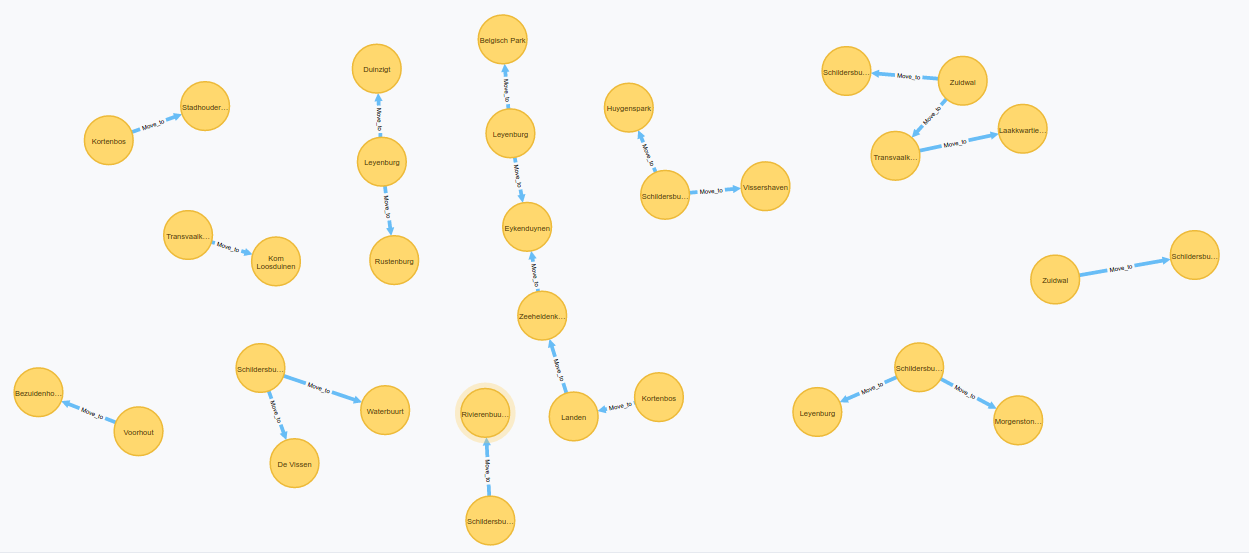 Belgisch Park
Duinzigt
Schildersbu...
Move_to
Zuidwal
Move_to
Move_to
Move_to
Stadhouder...
Huygenspark
Move_to
Laakkwartie...
Move_to
Kortenbos
Leyenburg
Move_to
Transvaalk...
Leyenburg
Move_to
Move_to
Schildersbu...
Move_to
Vissershaven
Move_to
Transvaalk...
Move_to
Eykenduynen
Kom
Loosduinen
Rustenburg
Schildersbu...
Move_to
Zuidwal
Move_to
Zeeheldenk...
Schildersbu...
Move_to
Move_to
Schildersbu...
Move_to
Move_to
Bezuidenho...
Move_to
Kortenbos
Move_to
Waterbuurt
Move_to
Rivierenbuu...
Landen
Leyenburg
Morgenston...
Voorhout
De Vissen
Move_to
Schildersbu...